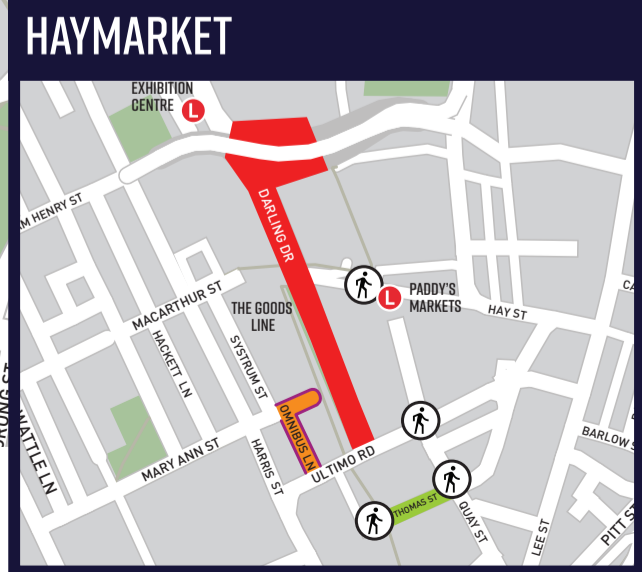 HAYMARKET
EXHIBITION
CENTRE
L
M HENRY ST
DARLING DR
MACARTHUR ST
THE GOODS
LINE
L
PADDY'S
MARKETS
HAY ST
HACKETT LN
SYSTRUM ST
OMNIBUS LN
WATTLE LN
MARY ANN ST
HARRIS ST
ULTIMO RD
THOMAS ST
QUAY ST
BARLOW
LEE ST
PITT S
CA